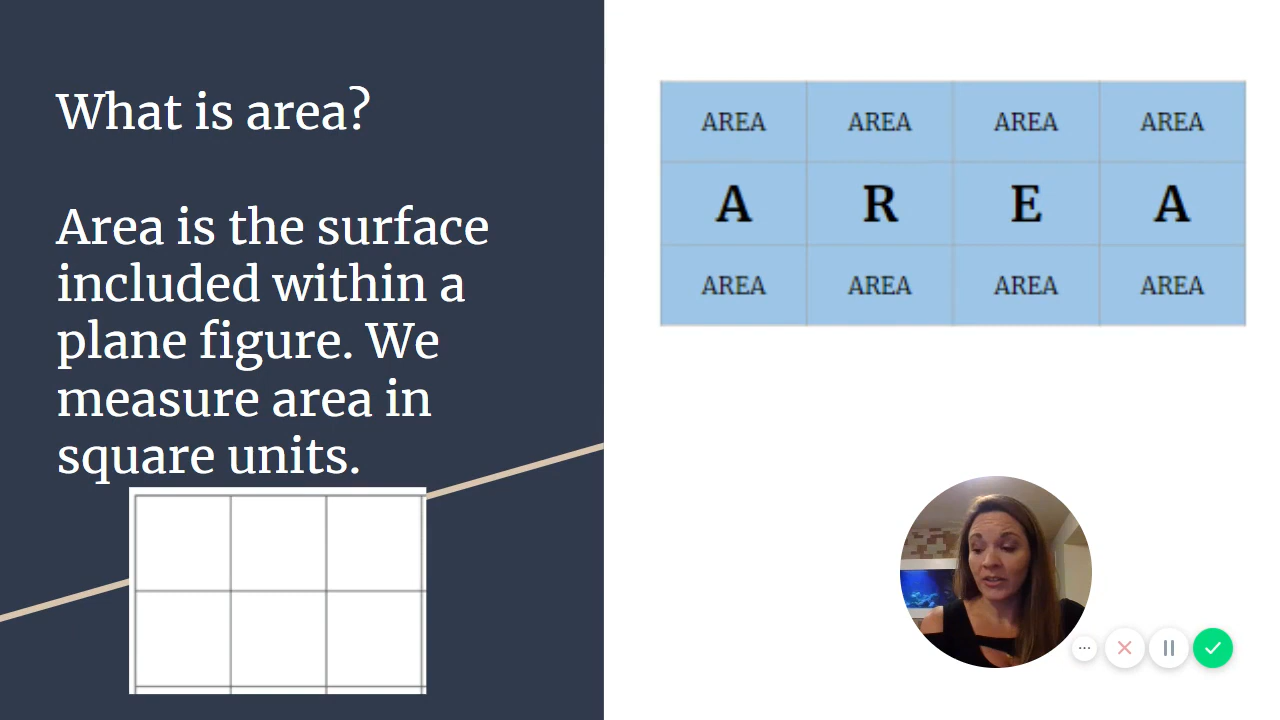 What is area?
Area is the surface
included within a
plane figure. We
measure area in
square units.
AREA AREA AREA AREA
A R E A
AREA AREA AREA AREA